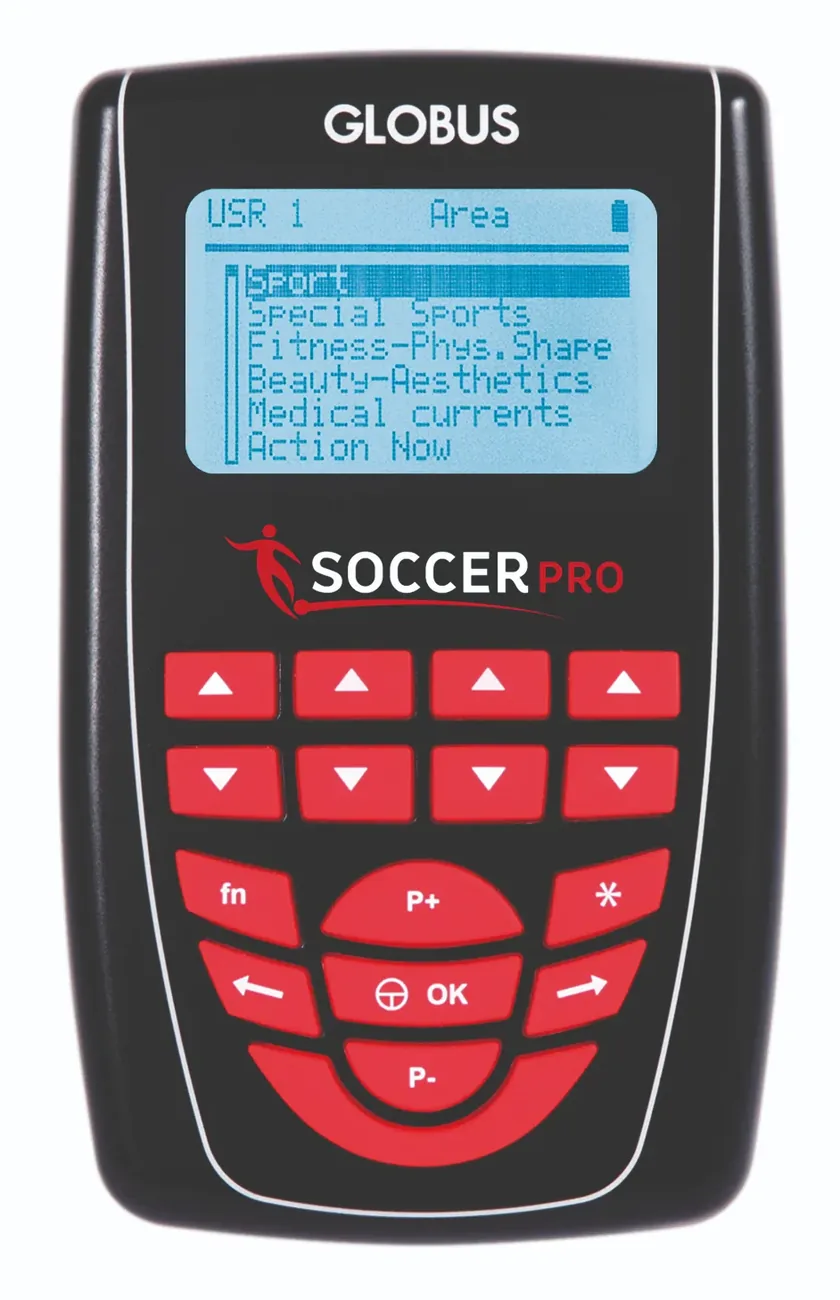 GLOBUS
USR 1 Area
Sport
Special Sports
Fitness-Phys.Shape
Beauty-Aesthetics
Medical currents
Action Now
SOCCER PRO
fn P+ *
OK
P-